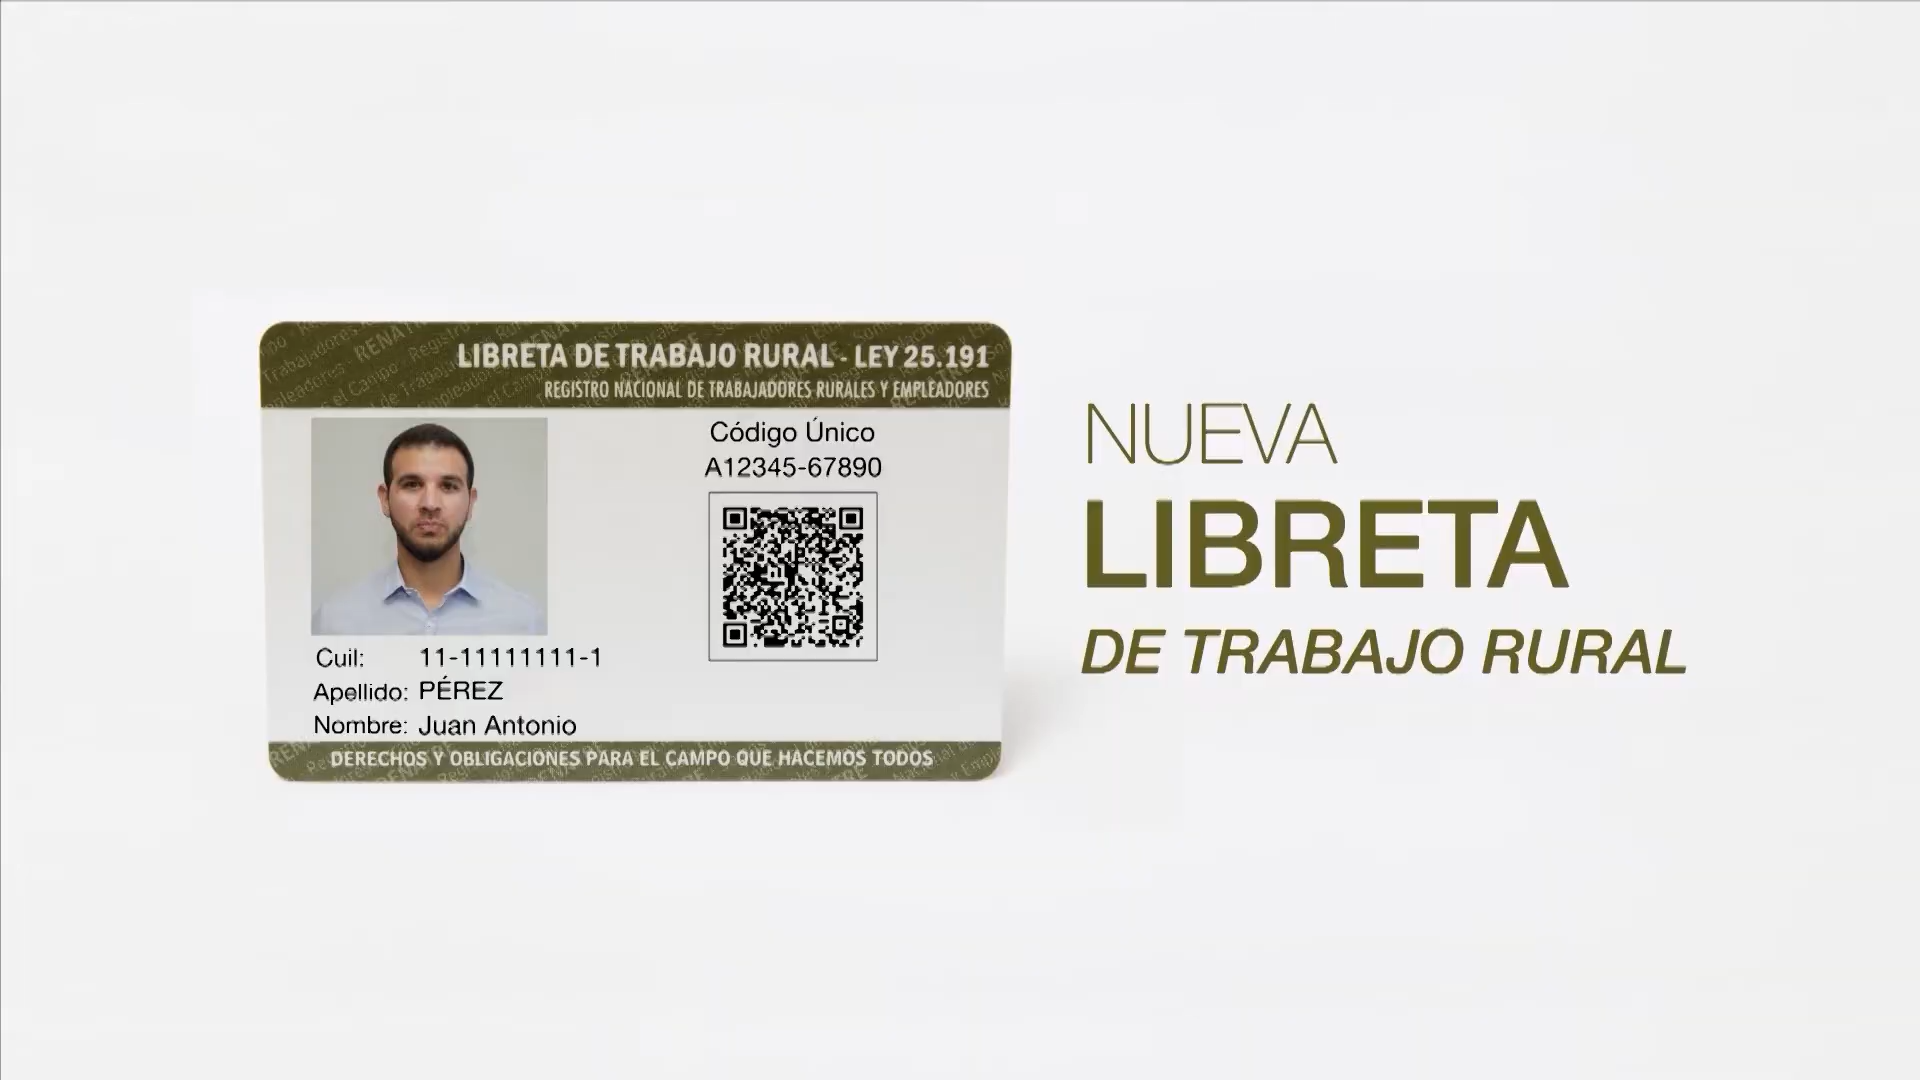 LIBRETA DE TRABAJO RURAL - LEY 25.191
REGISTRO NACIONAL DE TRABAJADORES RURALES Y EMPLEADORES
Código Único
A12345-67890
Cuil: 11-11111111-1
Apellido: PÉREZ
Nombre: Juan Antonio
DERECHOS Y OBLIGACIONES PARA EL CAMPO QUE HACEMOS TODOS
NUEVA
LIBRETA
DE TRABAJO RURAL